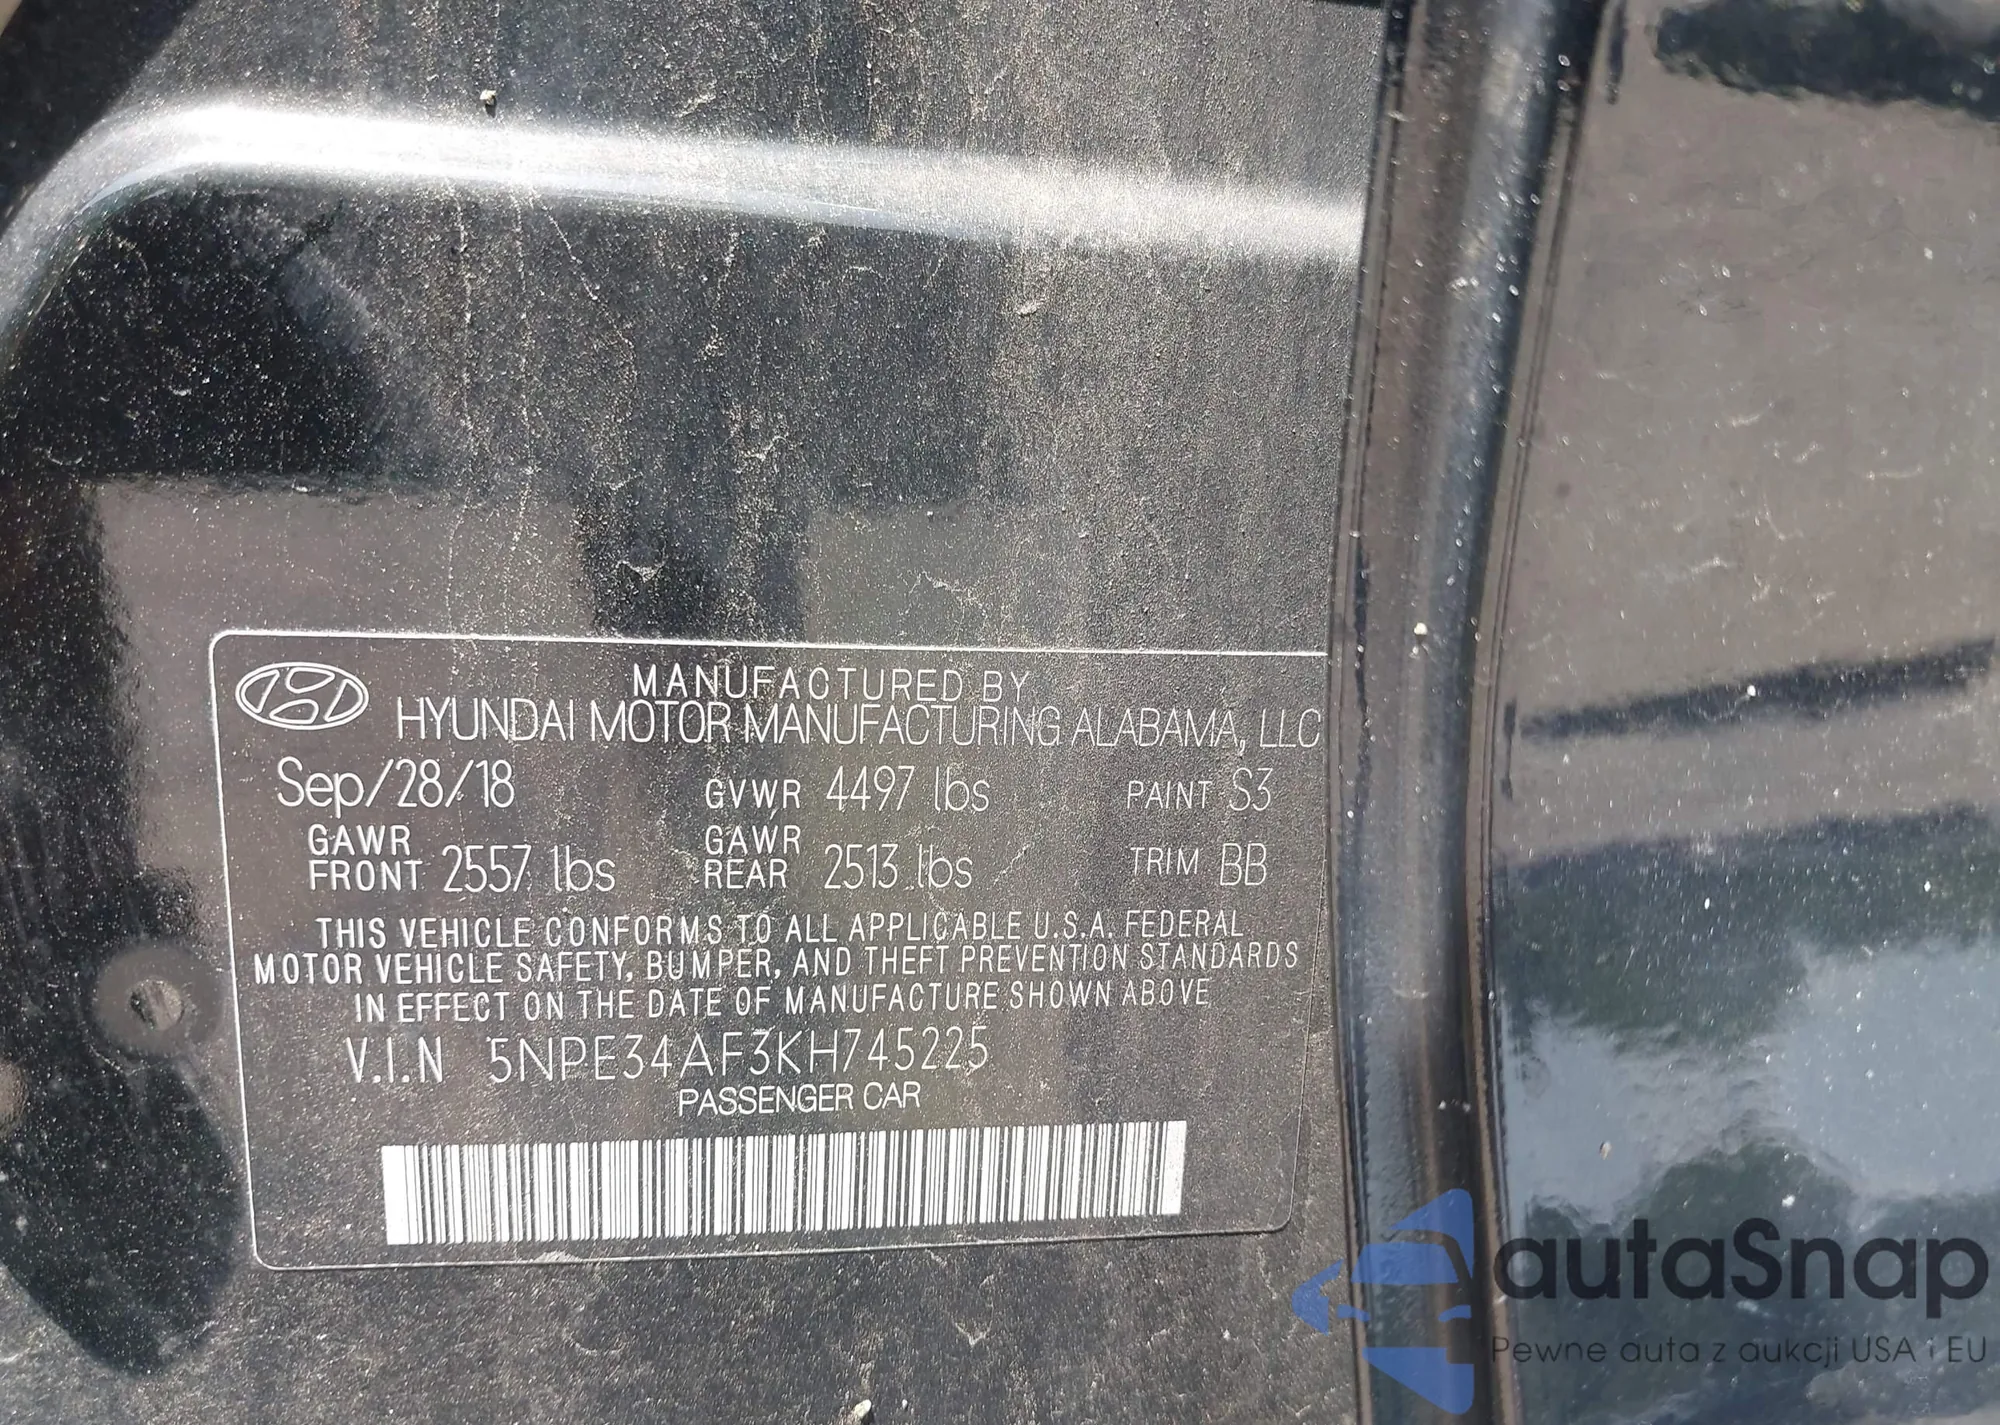 MANUFACTURED BY
HYUNDAI MOTOR MANUFACTURING ALABAMA, LLC
Sep/28/18 GVWR 4497 lbs PAINT S3
GAWR FRONT 2557 lbs GAWR REAR 2513 lbs TRIM BB
THIS VEHICLE CONFORMS TO ALL APPLICABLE U.S.A. FEDERAL
MOTOR VEHICLE SAFETY, BUMPER, AND THEFT PREVENTION STANDARDS
IN EFFECT ON THE DATE OF MANUFACTURE SHOWN ABOVE
V.I.N 5NPE34AF3KH745225
PASSENGER CAR
autaSnap
Pewne auta z aukcji USA i EU